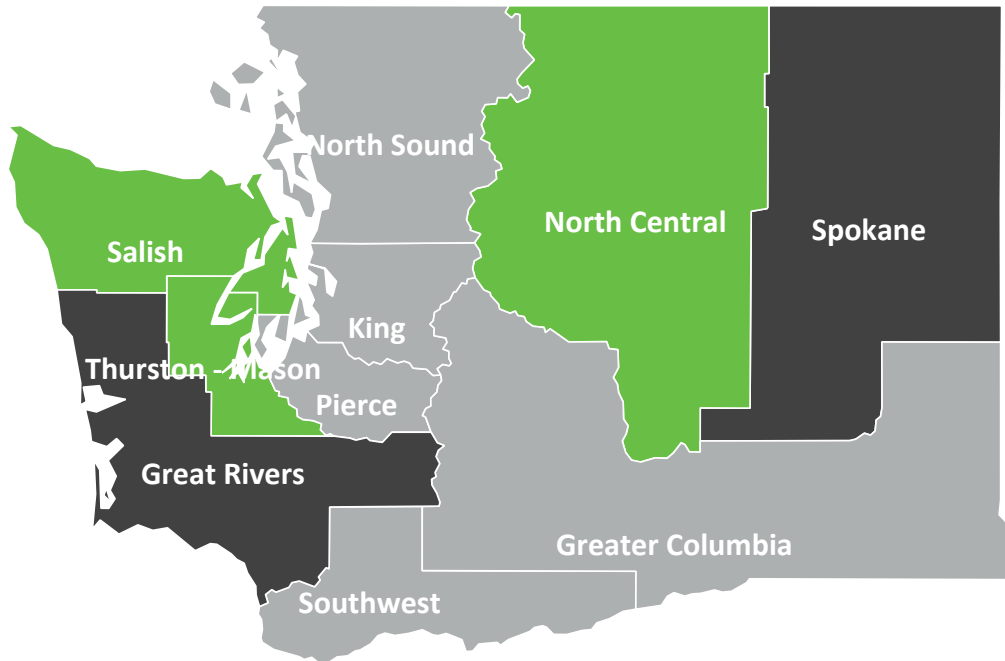 North Sound
North Central
Spokane
Salish
King
Thurston - Mason
Pierce
Great Rivers
Greater Columbia
Southwest